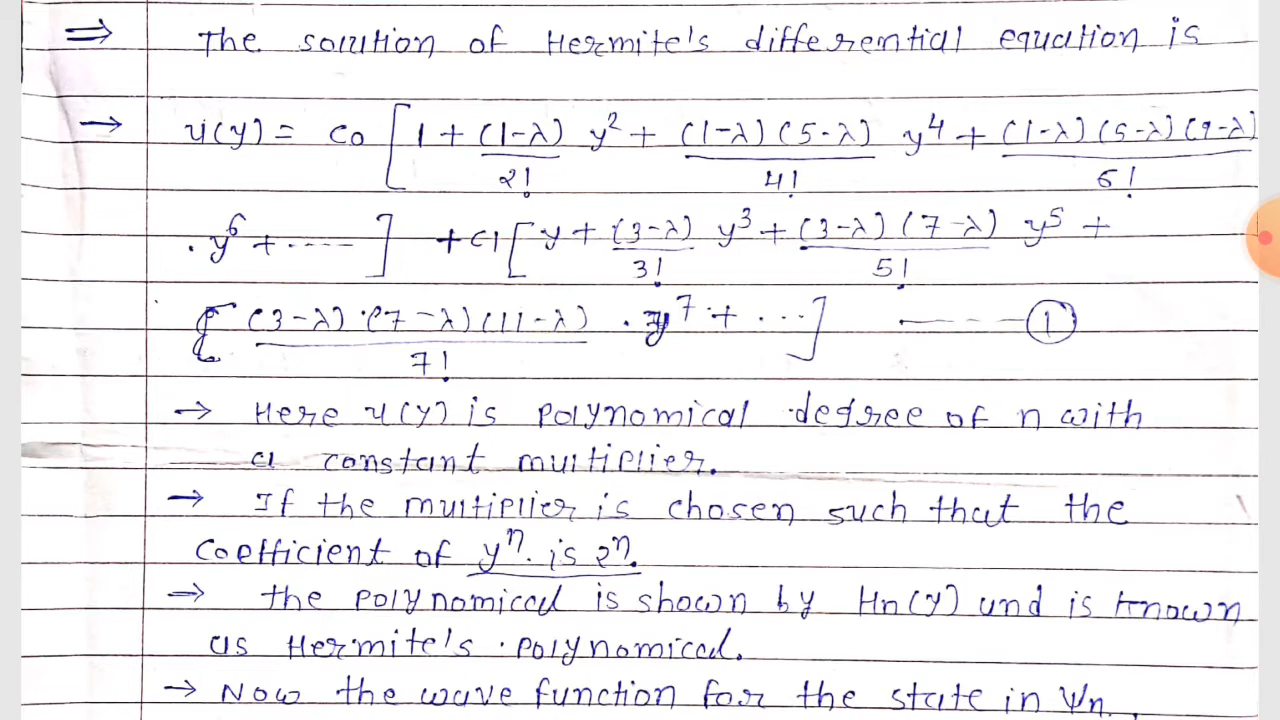 ⇒ The solution of Hermite's differential equation is
→ u(y) = c0 [ 1 + (1-λ)/2! y² + (1-λ)(5-λ)/4! y⁴ + (1-λ)(5-λ)(9-λ)/6!
. y⁶ + ---- ] + c1 [ y + (3-λ)/3! y³ + (3-λ)(7-λ)/5! y⁵ +
[ (3-λ)·(7-λ)(11-λ)/7! . y⁷ + ... ] ——— ①
→ Here u(y) is polynomical degree of n with
a constant multiplier.
→ If the multiplier is chosen such that the
coefficient of yⁿ. is 2ⁿ.
→ the polynomical is shown by Hn(y) and is known
as Hermite's . polynomical.
→ Now the wave function for the state in Ψn.